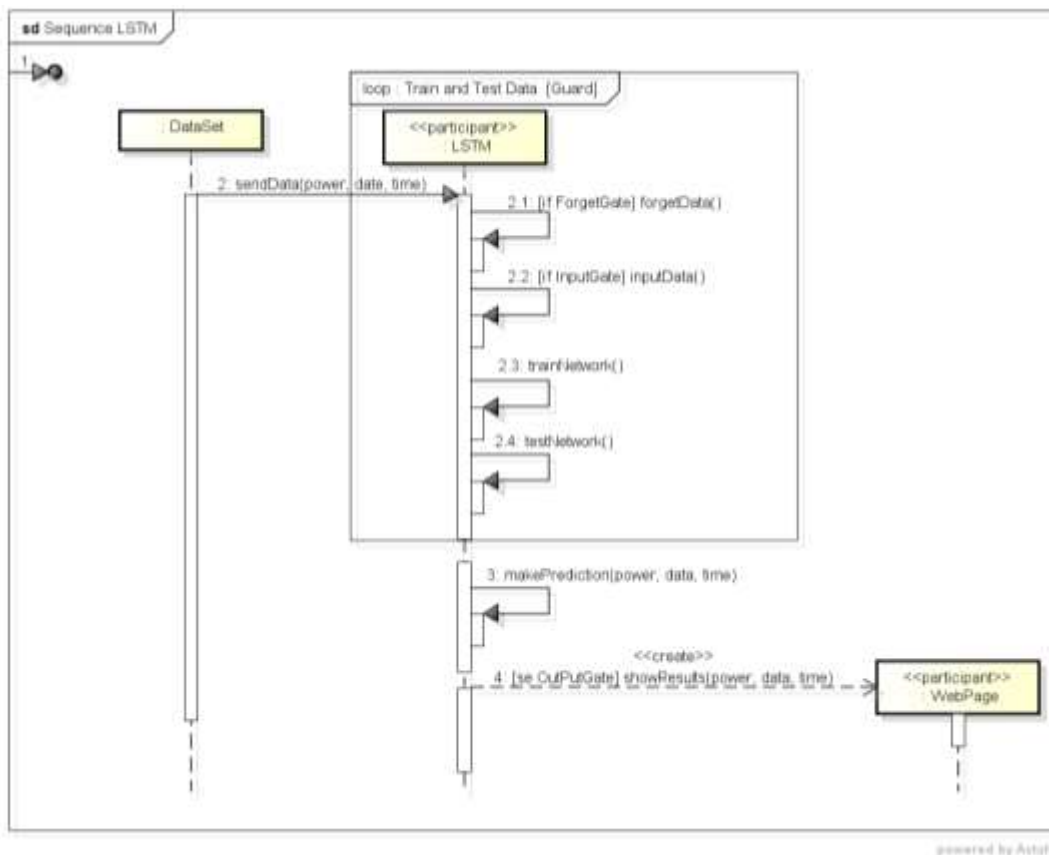 sd Sequence LSTM
1
loop : Train and Test Data [Guard]
: DataSet
<<participant>>
: LSTM
2: sendData(power, date, time)
2.1: [if ForgetGate] forgetData()
2.2: [if InputGate] inputData()
2.3: trainNetwork()
2.4: testNetwork()
3: makePrediction(power, data, time)
<<create>>
4: [se OutPutGate] showResults(power, data, time)
<<participant>>
: WebPage
powered by